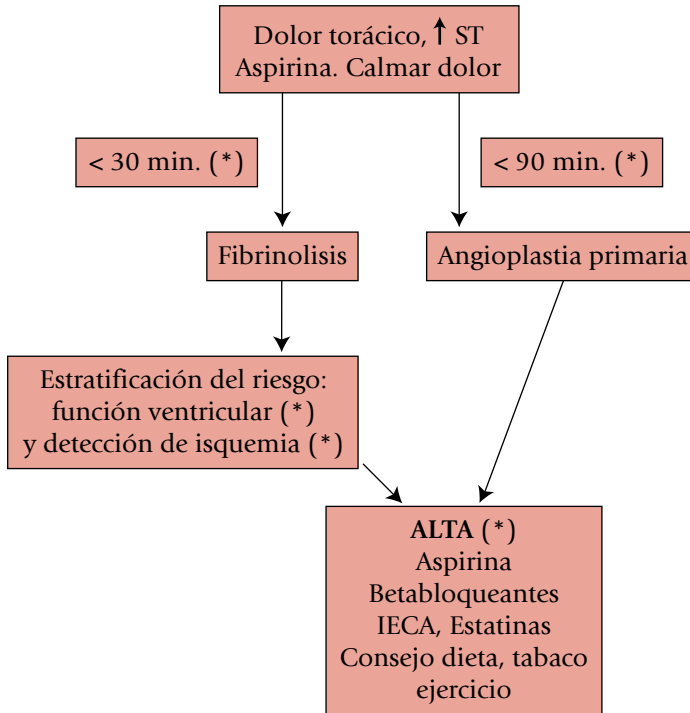 Dolor torácico, ↑ ST
Aspirina. Calmar dolor
< 30 min. (*)
< 90 min. (*)
Fibrinolisis
Angioplastia primaria
Estratificación del riesgo:
función ventricular (*)
y detección de isquemia (*)
ALTA (*)
Aspirina
Betabloqueantes
IECA, Estatinas
Consejo dieta, tabaco
ejercicio